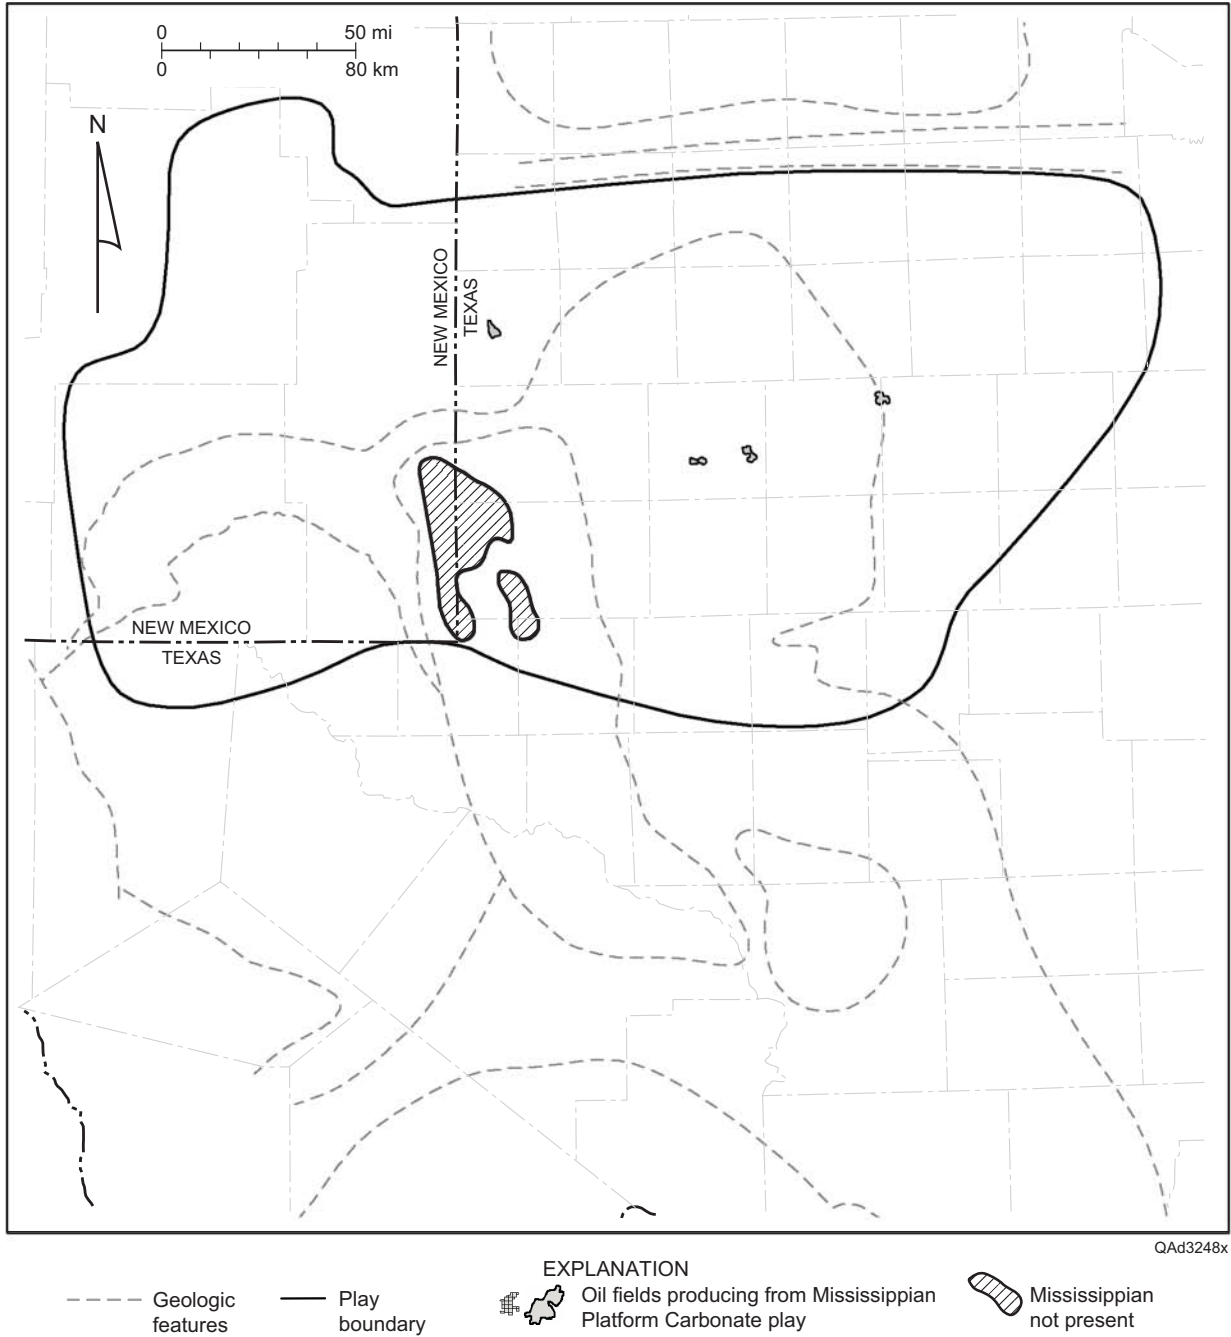 0 50 mi
0 80 km
N
NEW MEXICO
TEXAS
NEW MEXICO
TEXAS
QAd3248x
EXPLANATION
Geologic
features
Play
boundary
Oil fields producing from Mississippian
Platform Carbonate play
Mississippian
not present